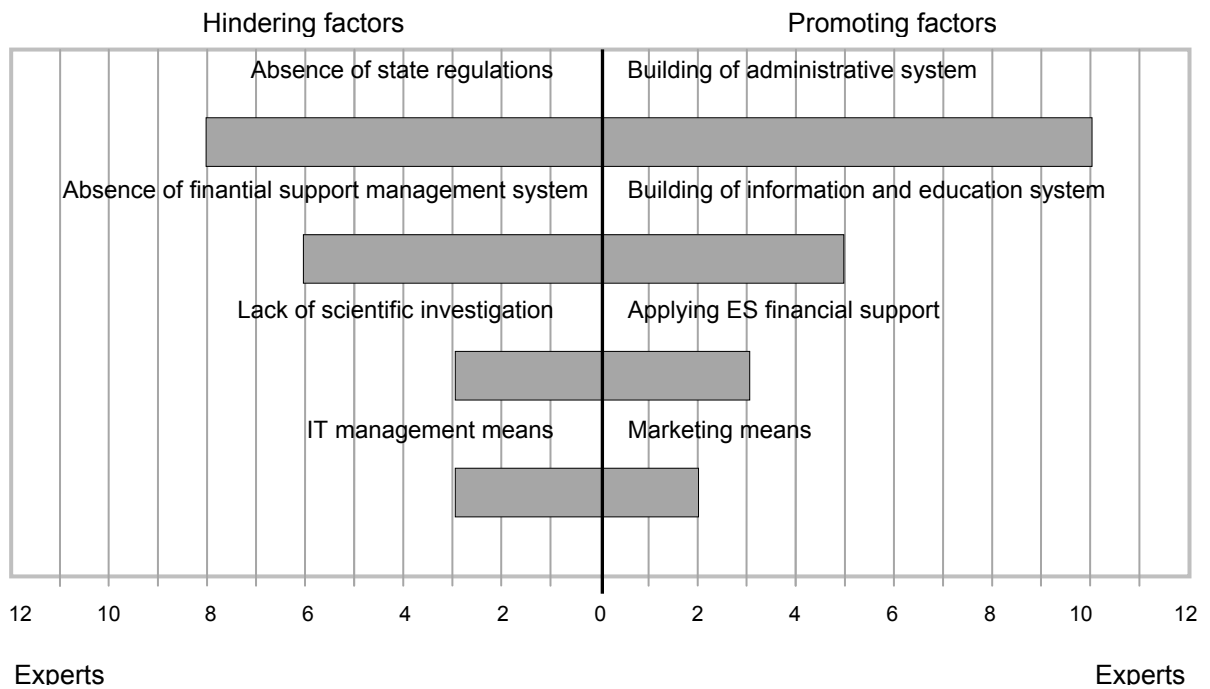 Hindering factors Promoting factors
Absence of state regulations Building of administrative system
Absence of finantial support management system Building of information and education system
Lack of scientific investigation Applying ES financial support
IT management means Marketing means
12 10 8 6 4 2 0 2 4 6 8 10 12
Experts Experts